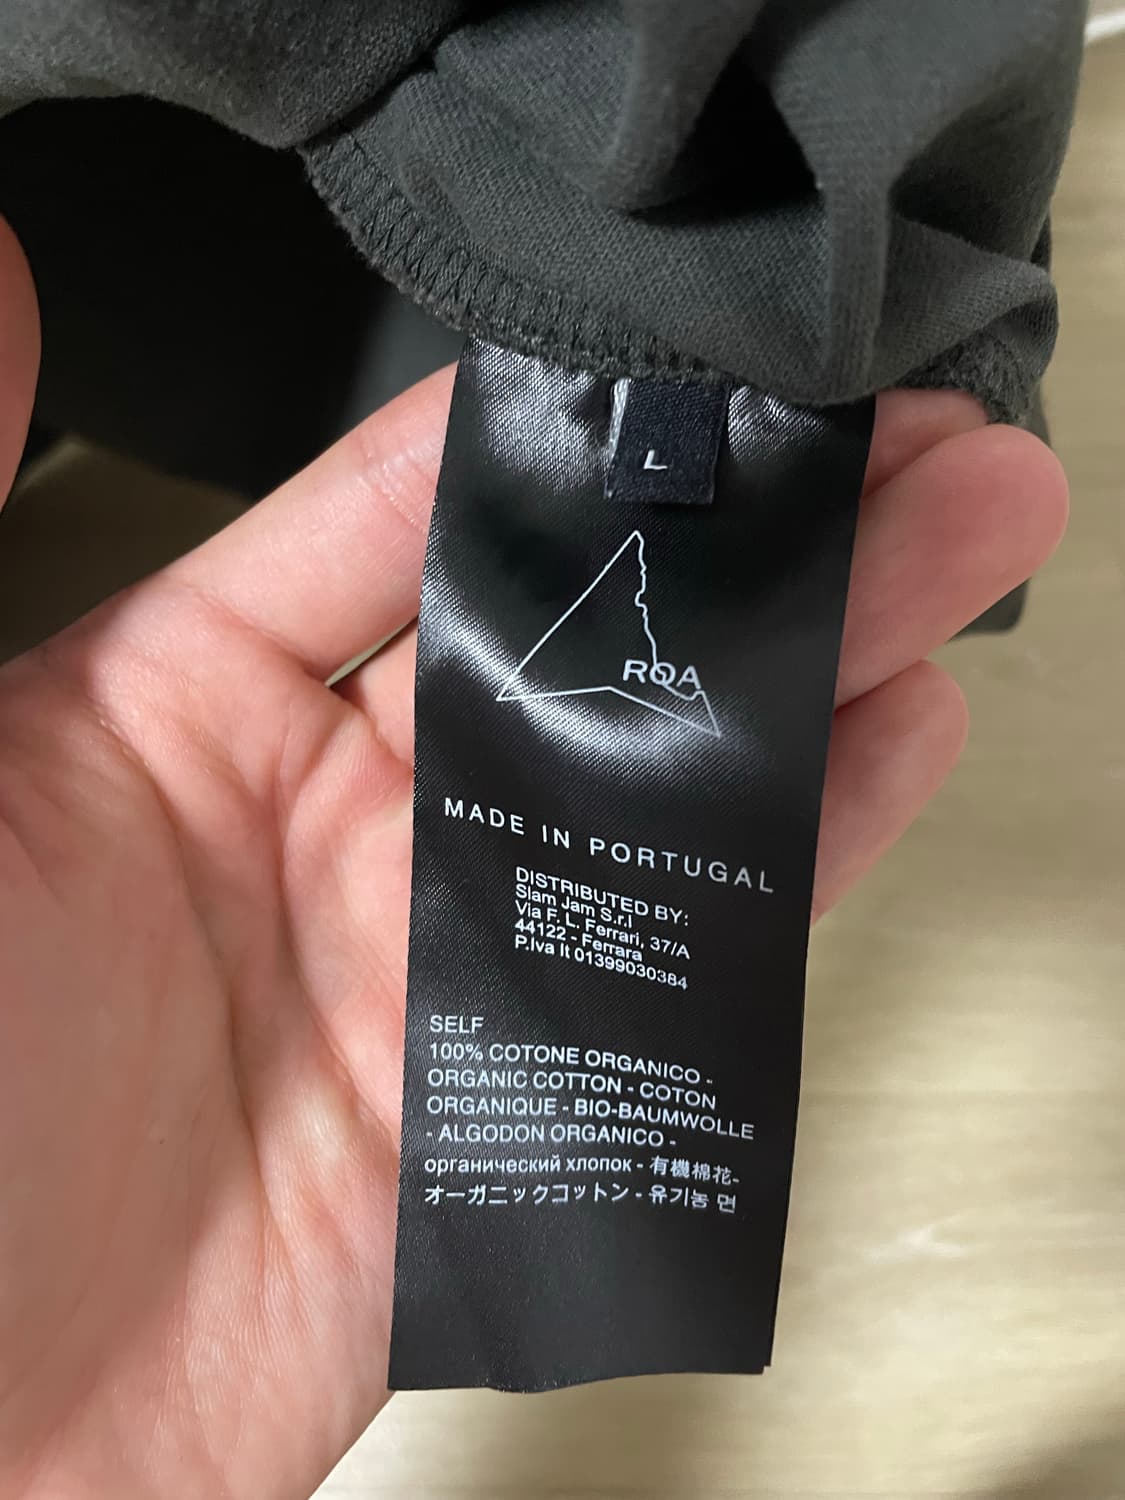 L
ROA
MADE IN PORTUGAL
DISTRIBUTED BY:
Slam Jam S.r.l
Via F. L. Ferrari, 37/A
44122 - Ferrara
P.Iva It 01399030384
SELF
100% COTONE ORGANICO -
ORGANIC COTTON - COTON
ORGANIQUE - BIO-BAUMWOLLE
- ALGODON ORGANICO -
органический хлопок - 有機棉花-
オーガニックコットン - 유기농 면